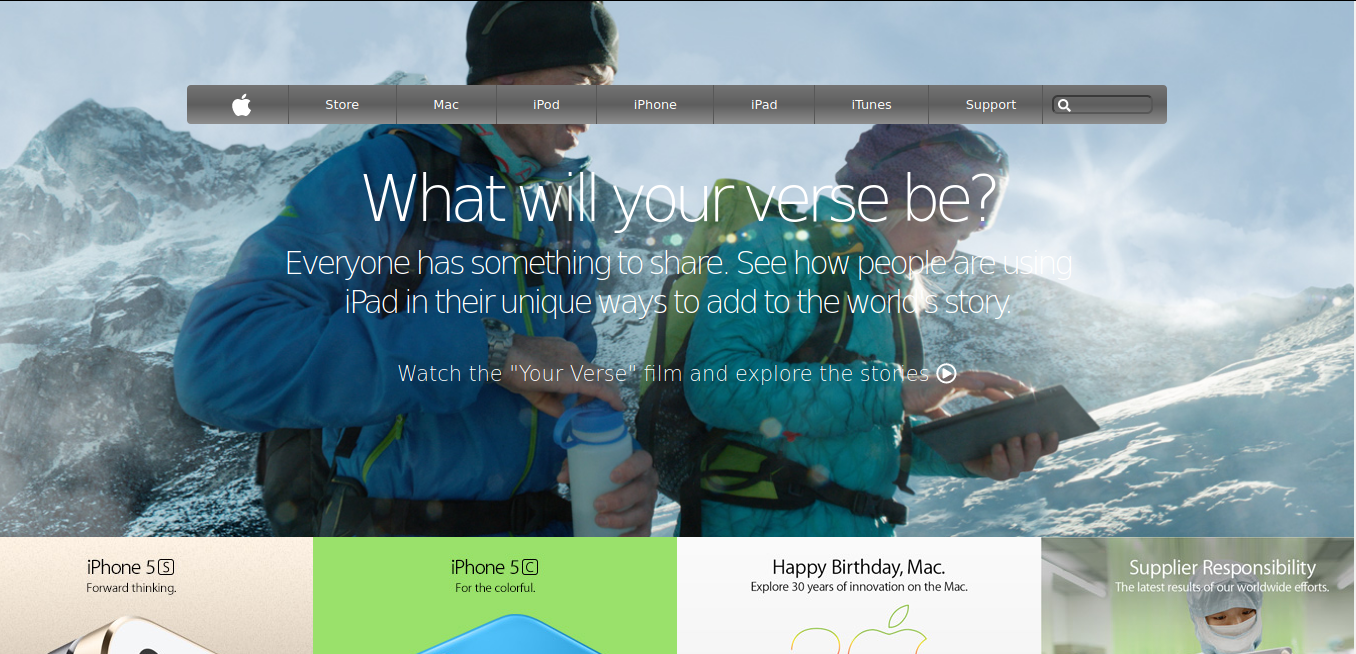 Store Mac iPod iPhone iPad iTunes Support
What will your verse be?
Everyone has something to share. See how people are using
iPad in their unique ways to add to the world's story.
Watch the "Your Verse" film and explore the stories
iPhone 5S
Forward thinking.
iPhone 5C
For the colorful.
Happy Birthday, Mac.
Explore 30 years of innovation on the Mac.
Supplier Responsibility
The latest results of our worldwide efforts.